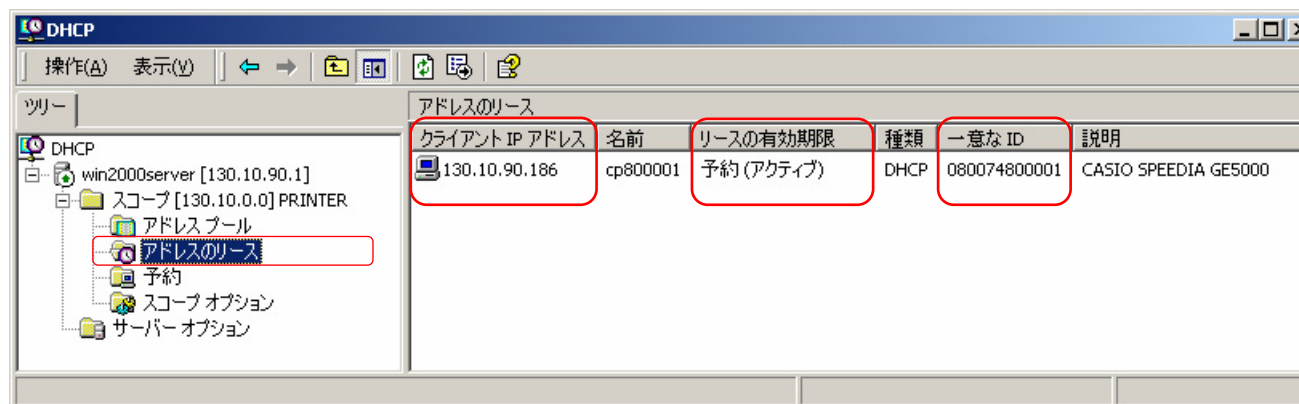 DHCP
操作(A) 表示(V)
ツリー
アドレスのリース
DHCP
win2000server [130.10.90.1]
スコープ [130.10.0.0] PRINTER
アドレス プール
アドレスのリース
予約
スコープ オプション
サーバー オプション
クライアント IP アドレス 名前 リースの有効期限 種類 一意な ID 説明
130.10.90.186 cp800001 予約 (アクティブ) DHCP 080074800001 CASIO SPEEDIA GE5000